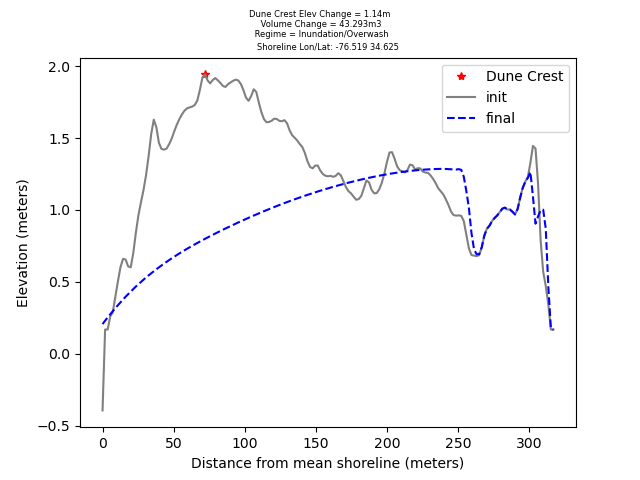 Dune Crest Elev Change = 1.14m
Volume Change = 43.293m3
Regime = Inundation/Overwash
Shoreline Lon/Lat: -76.519 34.625
Dune Crest
init
final
2.0
1.5
1.0
0.5
0.0
−0.5
Elevation (meters)
0 50 100 150 200 250 300
Distance from mean shoreline (meters)